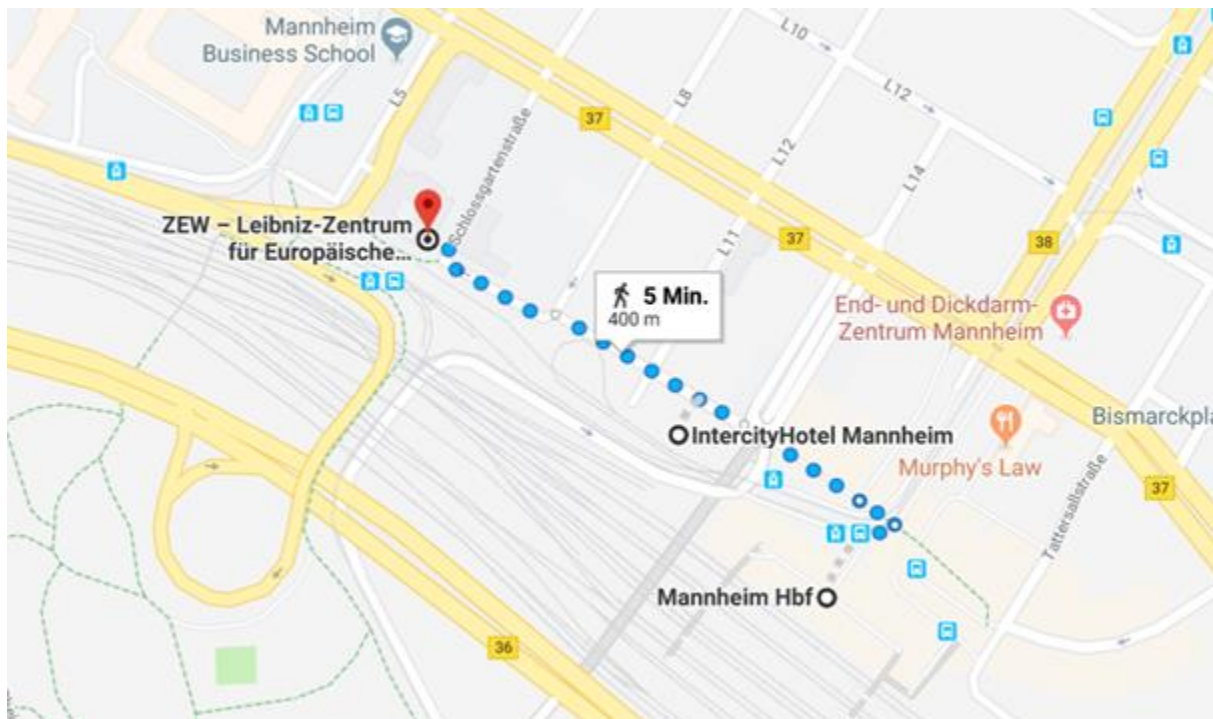 Mannheim
Business School
L10
L12
L5
L8
37
Schlossgartenstraße
L12
L14
ZEW – Leibniz-Zentrum
für Europäische...
L11
37
38
5 Min.
400 m
End- und Dickdarm-
Zentrum Mannheim
Bismarckpla
IntercityHotel Mannheim
Murphy's Law
37
Tattersallstraße
Mannheim Hbf
36